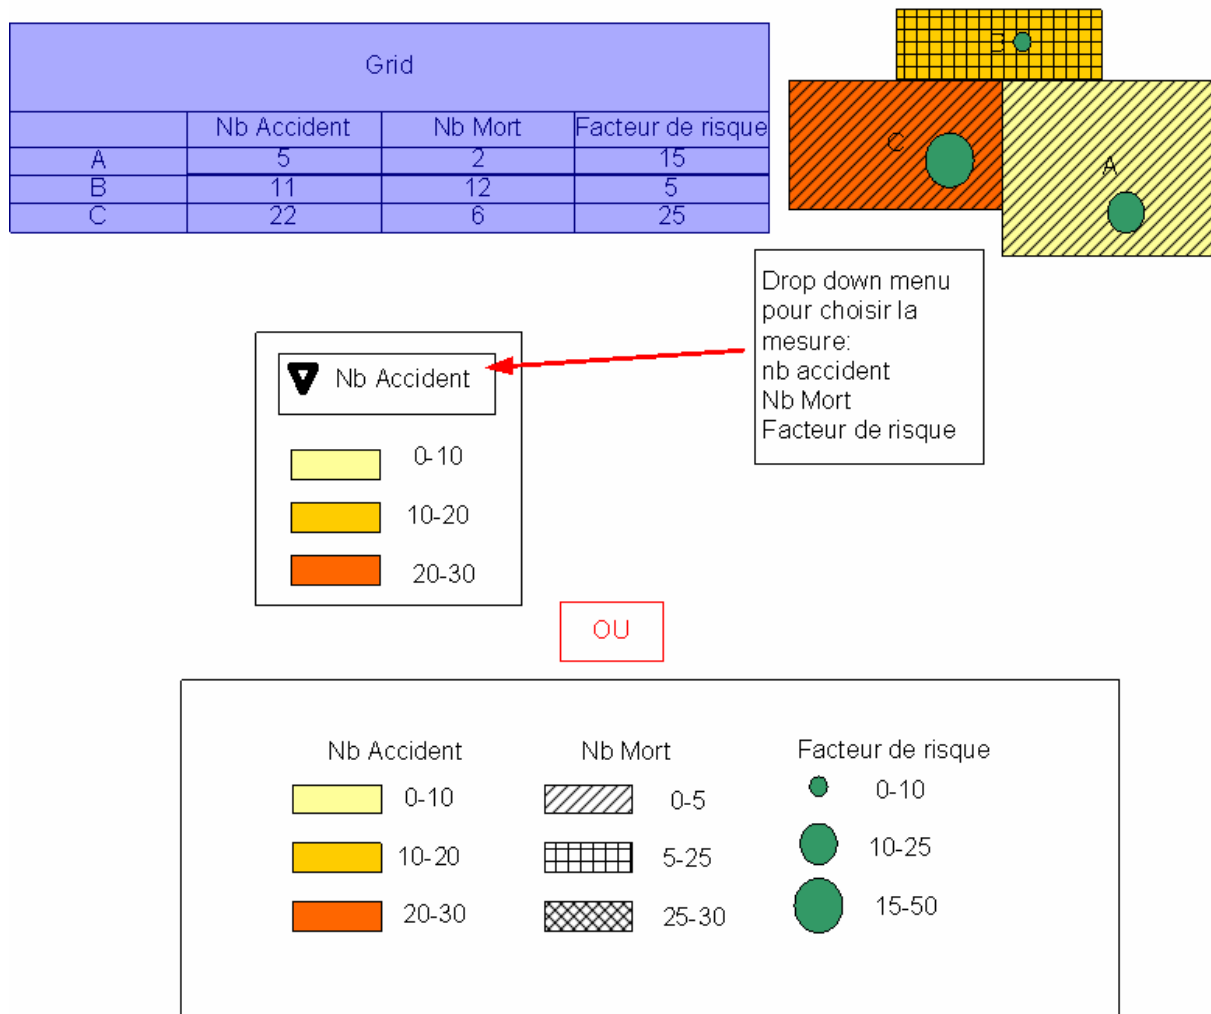 Grid
Nb Accident Nb Mort Facteur de risque
A 5 2 15
B 11 12 5
C 22 6 25
B
C
A
Drop down menu
pour choisir la
mesure:
nb accident
Nb Mort
Facteur de risque
Nb Accident
0-10
10-20
20-30
OU
Nb Accident Nb Mort Facteur de risque
0-10 0-5 0-10
10-20 5-25 10-25
20-30 25-30 15-50